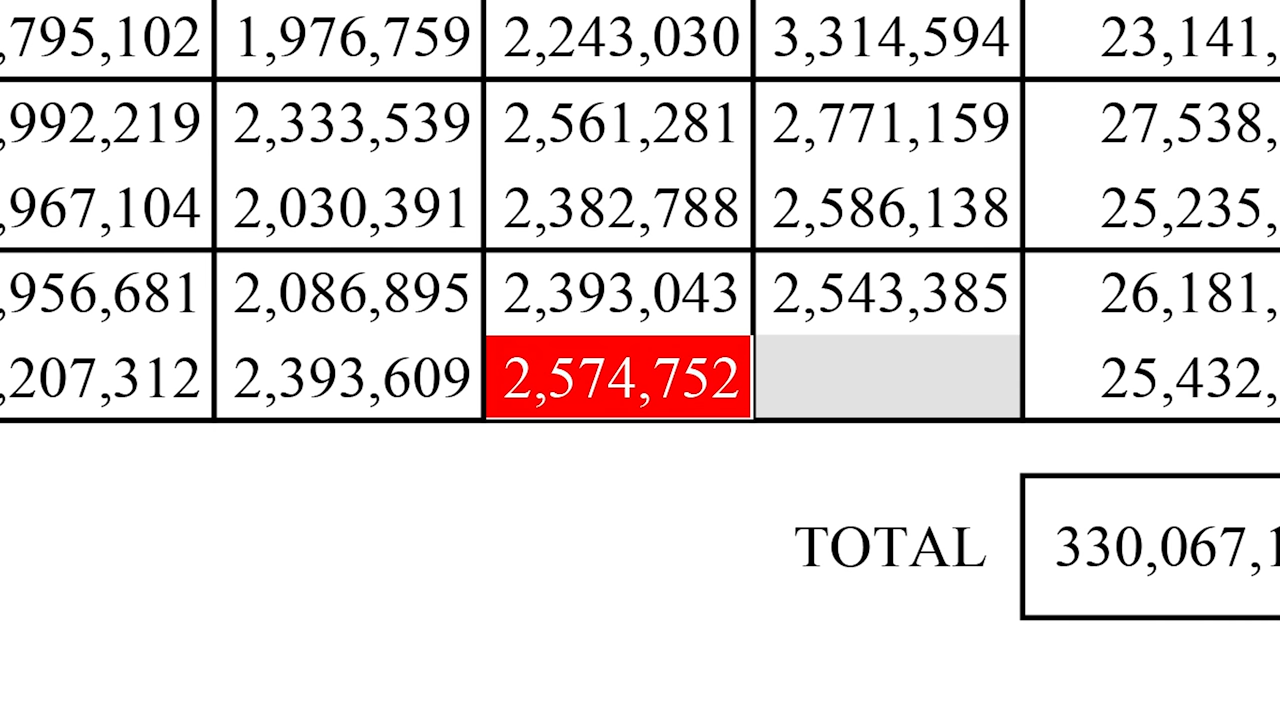 ,795,102 1,976,759 2,243,030 3,314,594 23,141,
,992,219 2,333,539 2,561,281 2,771,159 27,538,
,967,104 2,030,391 2,382,788 2,586,138 25,235,
,956,681 2,086,895 2,393,043 2,543,385 26,181,
,207,312 2,393,609 2,574,752 25,432,
TOTAL 330,067,1